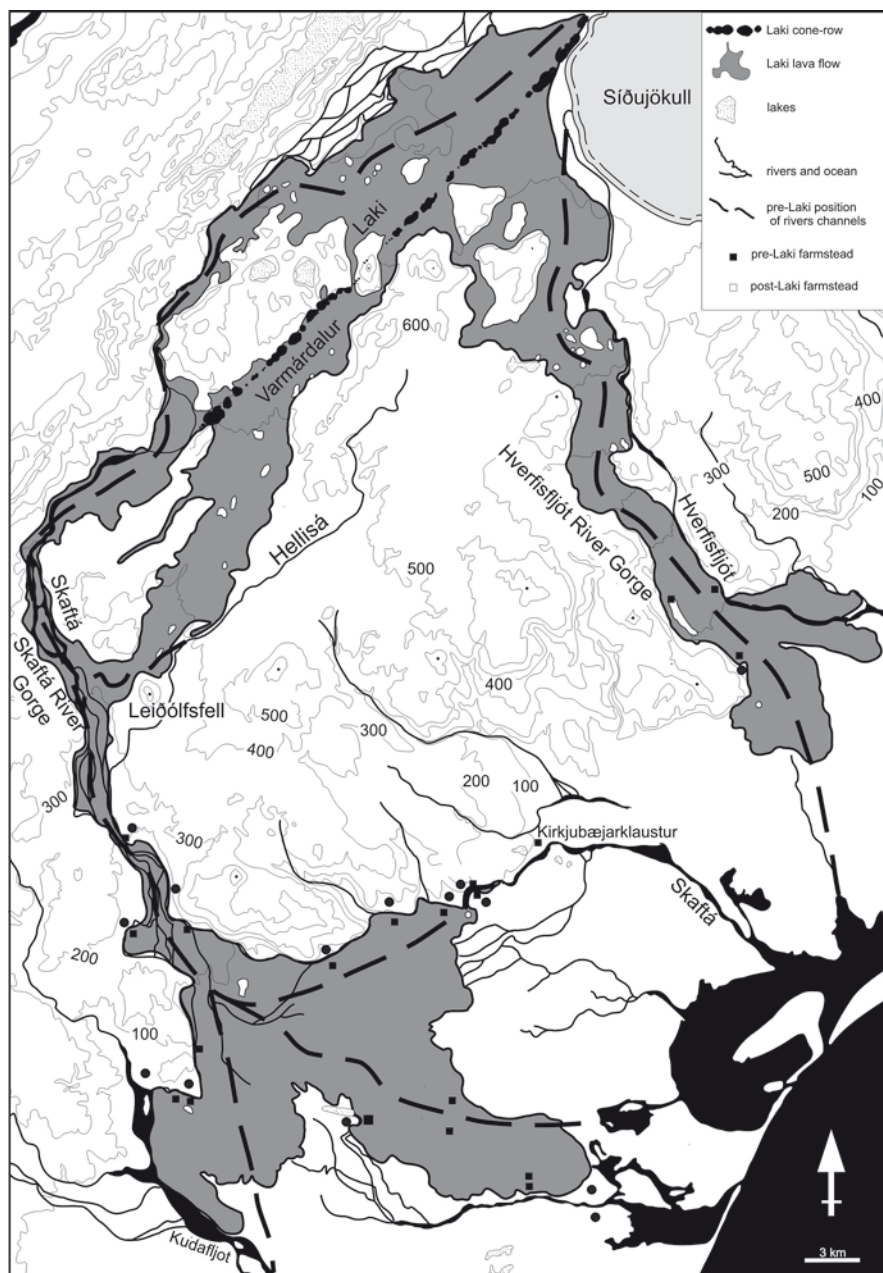 Laki cone-row
Laki lava flow
lakes
rivers and ocean
pre-Laki position
of rivers channels
pre-Laki farmstead
post-Laki farmstead
Síðujökull
Laki
600
Varmárdalur
400
300
500
100
200
Hellisá
Hverfisfljót River Gorge
Hverfisfljót
500
Skaftá
Skaftá River
Gorge
400
Leiðólfsfell
500
400
300
300
200
100
300
Kirkjubæjarklaustur
Skaftá
200
100
Kudafljot
3 km